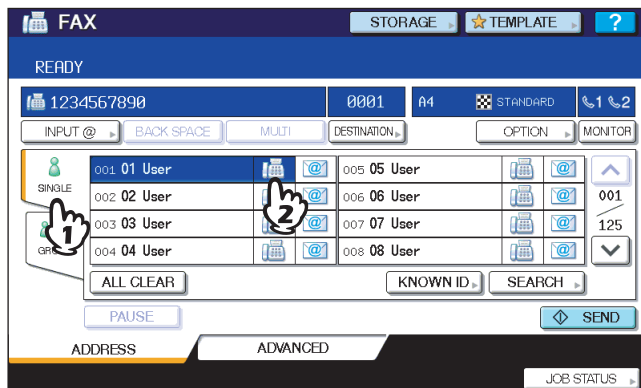 FAX STORAGE TEMPLATE ?
READY
1234567890 0001 A4 STANDARD 1 2
INPUT @ BACK SPACE MULTI DESTINATION OPTION MONITOR
SINGLE
001 01 User @ 005 05 User @
002 02 User @ 006 06 User @ 001
003 03 User @ 007 07 User @ 125
004 04 User @ 008 08 User @
1
2
ALL CLEAR KNOWN ID SEARCH
PAUSE SEND
ADDRESS ADVANCED
JOB STATUS